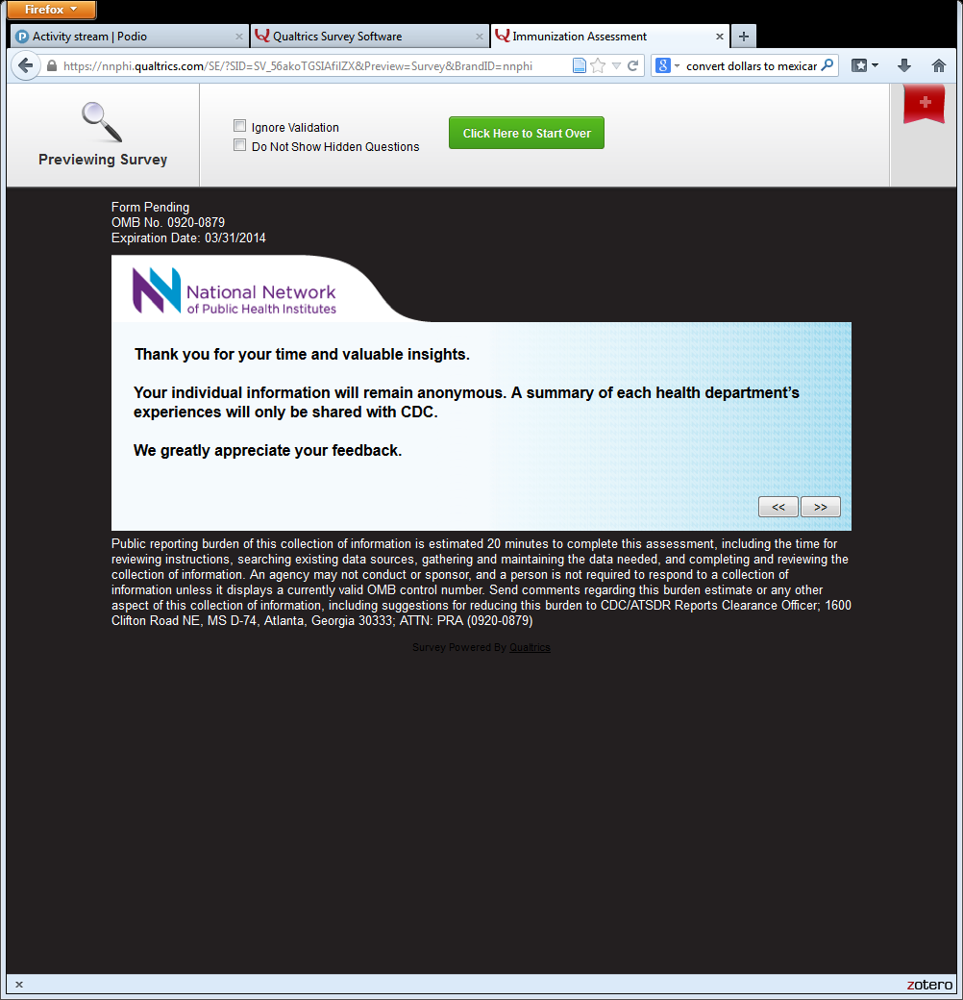 Firefox
Activity stream | Podio
Qualtrics Survey Software
Immunization Assessment
https://nnphi.qualtrics.com/SE/?SID=SV_56akoTGSIAfiIZX&Preview=Survey&BrandID=nnphi
convert dollars to mexicar
Previewing Survey
Ignore Validation
Do Not Show Hidden Questions
Click Here to Start Over
Form Pending
OMB No. 0920-0879
Expiration Date: 03/31/2014
National Network
of Public Health Institutes
Thank you for your time and valuable insights.
Your individual information will remain anonymous. A summary of each health department’s
experiences will only be shared with CDC.
We greatly appreciate your feedback.
<< >>
Public reporting burden of this collection of information is estimated 20 minutes to complete this assessment, including the time for
reviewing instructions, searching existing data sources, gathering and maintaining the data needed, and completing and reviewing the
collection of information. An agency may not conduct or sponsor, and a person is not required to respond to a collection of
information unless it displays a currently valid OMB control number. Send comments regarding this burden estimate or any other
aspect of this collection of information, including suggestions for reducing this burden to CDC/ATSDR Reports Clearance Officer; 1600
Clifton Road NE, MS D-74, Atlanta, Georgia 30333; ATTN: PRA (0920-0879)
Survey Powered By Qualtrics
zotero